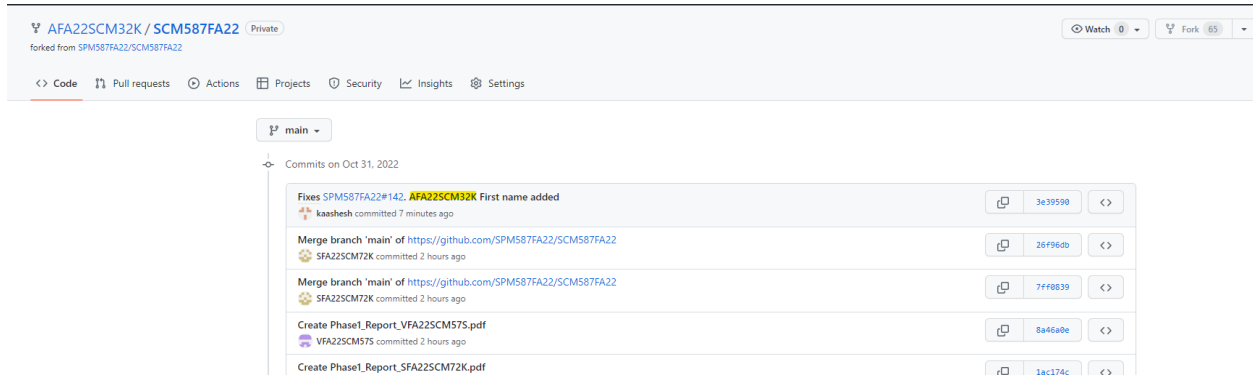 AFA22SCM32K / SCM587FA22 Private
Watch 0
Fork 65
forked from SPM587FA22/SCM587FA22
<> Code Pull requests Actions Projects Security Insights Settings
main
Commits on Oct 31, 2022
Fixes SPM587FA22#142. AFA22SCM32K First name added
3e39590 <>
kaashesh committed 7 minutes ago
Merge branch 'main' of https://github.com/SPM587FA22/SCM587FA22
26f96db <>
SFA22SCM72K committed 2 hours ago
Merge branch 'main' of https://github.com/SPM587FA22/SCM587FA22
7ff0839 <>
SFA22SCM72K committed 2 hours ago
Create Phase1_Report_VFA22SCM57S.pdf
8a46a0e <>
VFA22SCM57S committed 2 hours ago
Create Phase1_Report_SFA22SCM72K.pdf
1ac174c <>